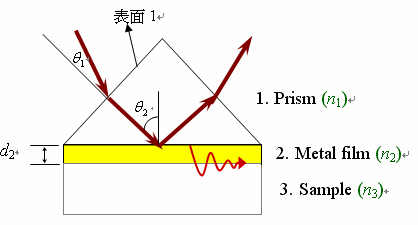 表面 1
θ1
θ2
1. Prism (n1)
d2
2. Metal film (n2)
3. Sample (n3)